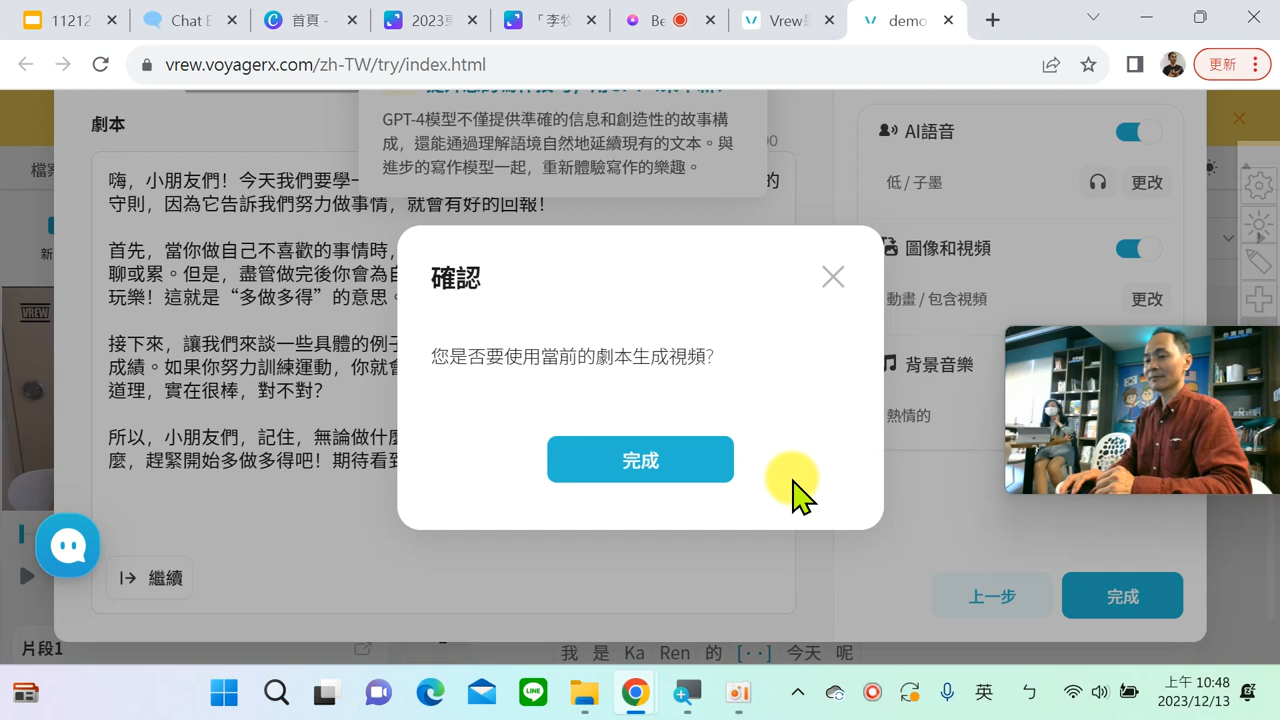 11212
Chat E
首頁 -
2023
「李牧
Be
Vrew
demo
vrew.voyagerx.com/zh-TW/try/index.html
更新
劇本
GPT-4模型不僅提供準確的信息和創造性的故事構
成,還能通過理解語境自然地延續現有的文本。與
進步的寫作模型一起,重新體驗寫作的樂趣。
檔案
新
VREW
嗨,小朋友們!今天我們要學一
的
守則,因為它告訴我們努力做事情,就會有好的回報!
首先,當你做自己不喜歡的事情時,
聊或累。但是,儘管做完後你會為自
玩樂!這就是“多做多得”的意思。
接下來,讓我們來談一些具體的例子
成績。如果你努力訓練運動,你就會
道理,實在很棒,對不對?
所以,小朋友們,記住,無論做什麼
麼,趕緊開始多做多得吧!期待看到
繼續
確認
您是否要使用當前的劇本生成視頻?
完成
AI語音
低 / 子墨
更改
圖像和視頻
動畫 / 包含視頻
更改
背景音樂
熱情的
上一步
完成
片段1
我 是 Ka Ren 的 [··] 今天 呢
LINE
英
ㄅ
上午 10:48
2023/12/13